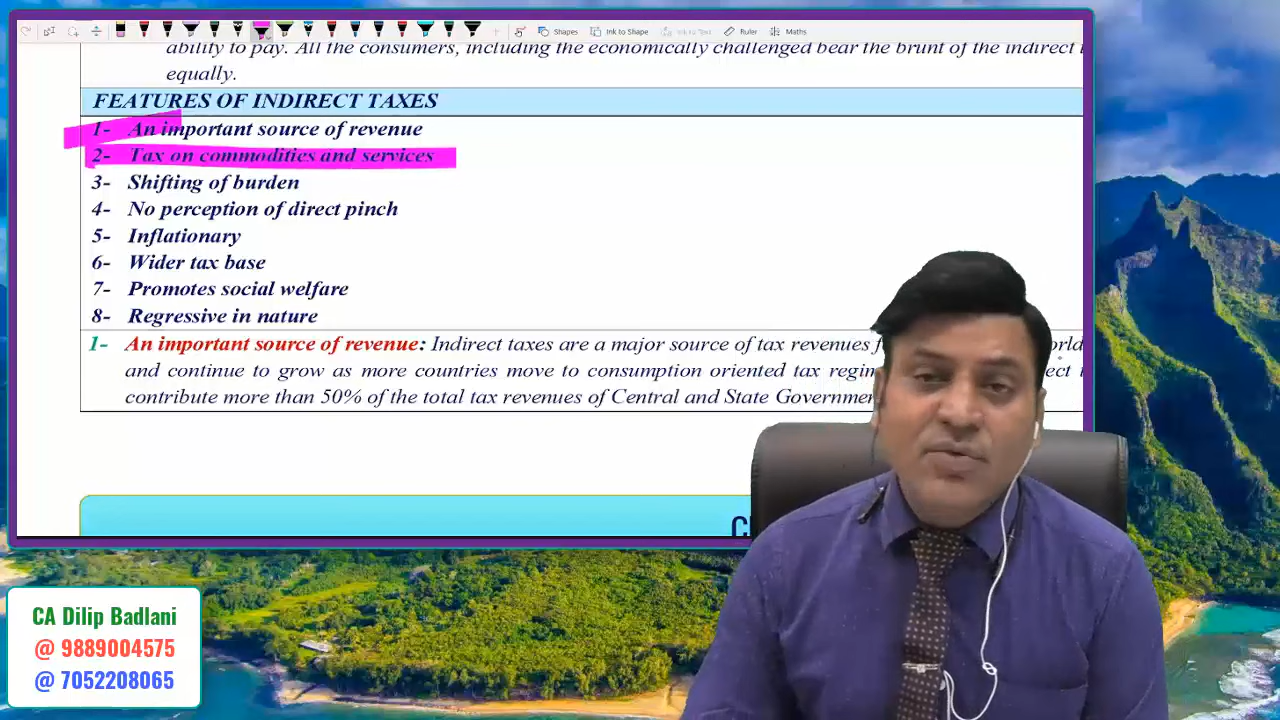 Shapes Ink to Shape Ink to Text Ruler Maths
ability to pay. All the consumers, including the economically challenged bear the brunt of the indirect
equally.
FEATURES OF INDIRECT TAXES
1- An important source of revenue
2- Tax on commodities and services
3- Shifting of burden
4- No perception of direct pinch
5- Inflationary
6- Wider tax base
7- Promotes social welfare
8- Regressive in nature
1- An important source of revenue: Indirect taxes are a major source of tax revenues
and continue to grow as more countries move to consumption oriented tax
contribute more than 50% of the total tax revenues of Central and State
CA Dilip Badlani
@ 9889004575
@ 7052208065